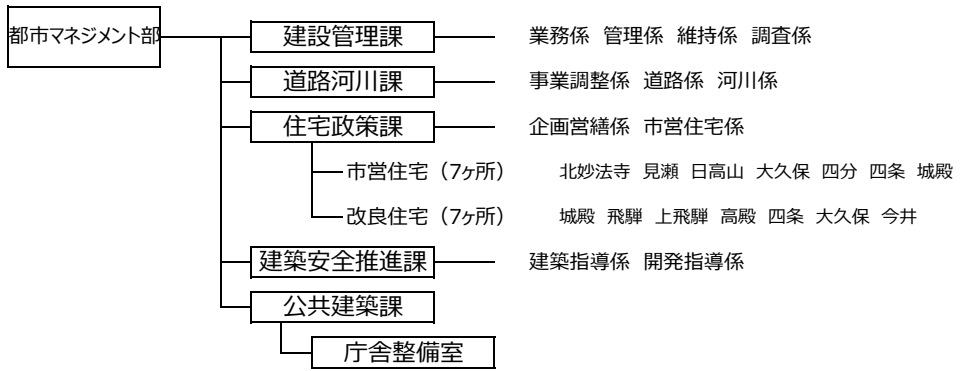 都市マネジメント部 建設管理課 業務係 管理係 維持係 調査係
道路河川課 事業調整係 道路係 河川係
住宅政策課 企画営繕係 市営住宅係
市営住宅（7ヶ所） 北妙法寺 見瀬 日高山 大久保 四分 四条 城殿
改良住宅（7ヶ所） 城殿 飛騨 上飛騨 高殿 四条 大久保 今井
建築安全推進課 建築指導係 開発指導係
公共建築課
庁舎整備室